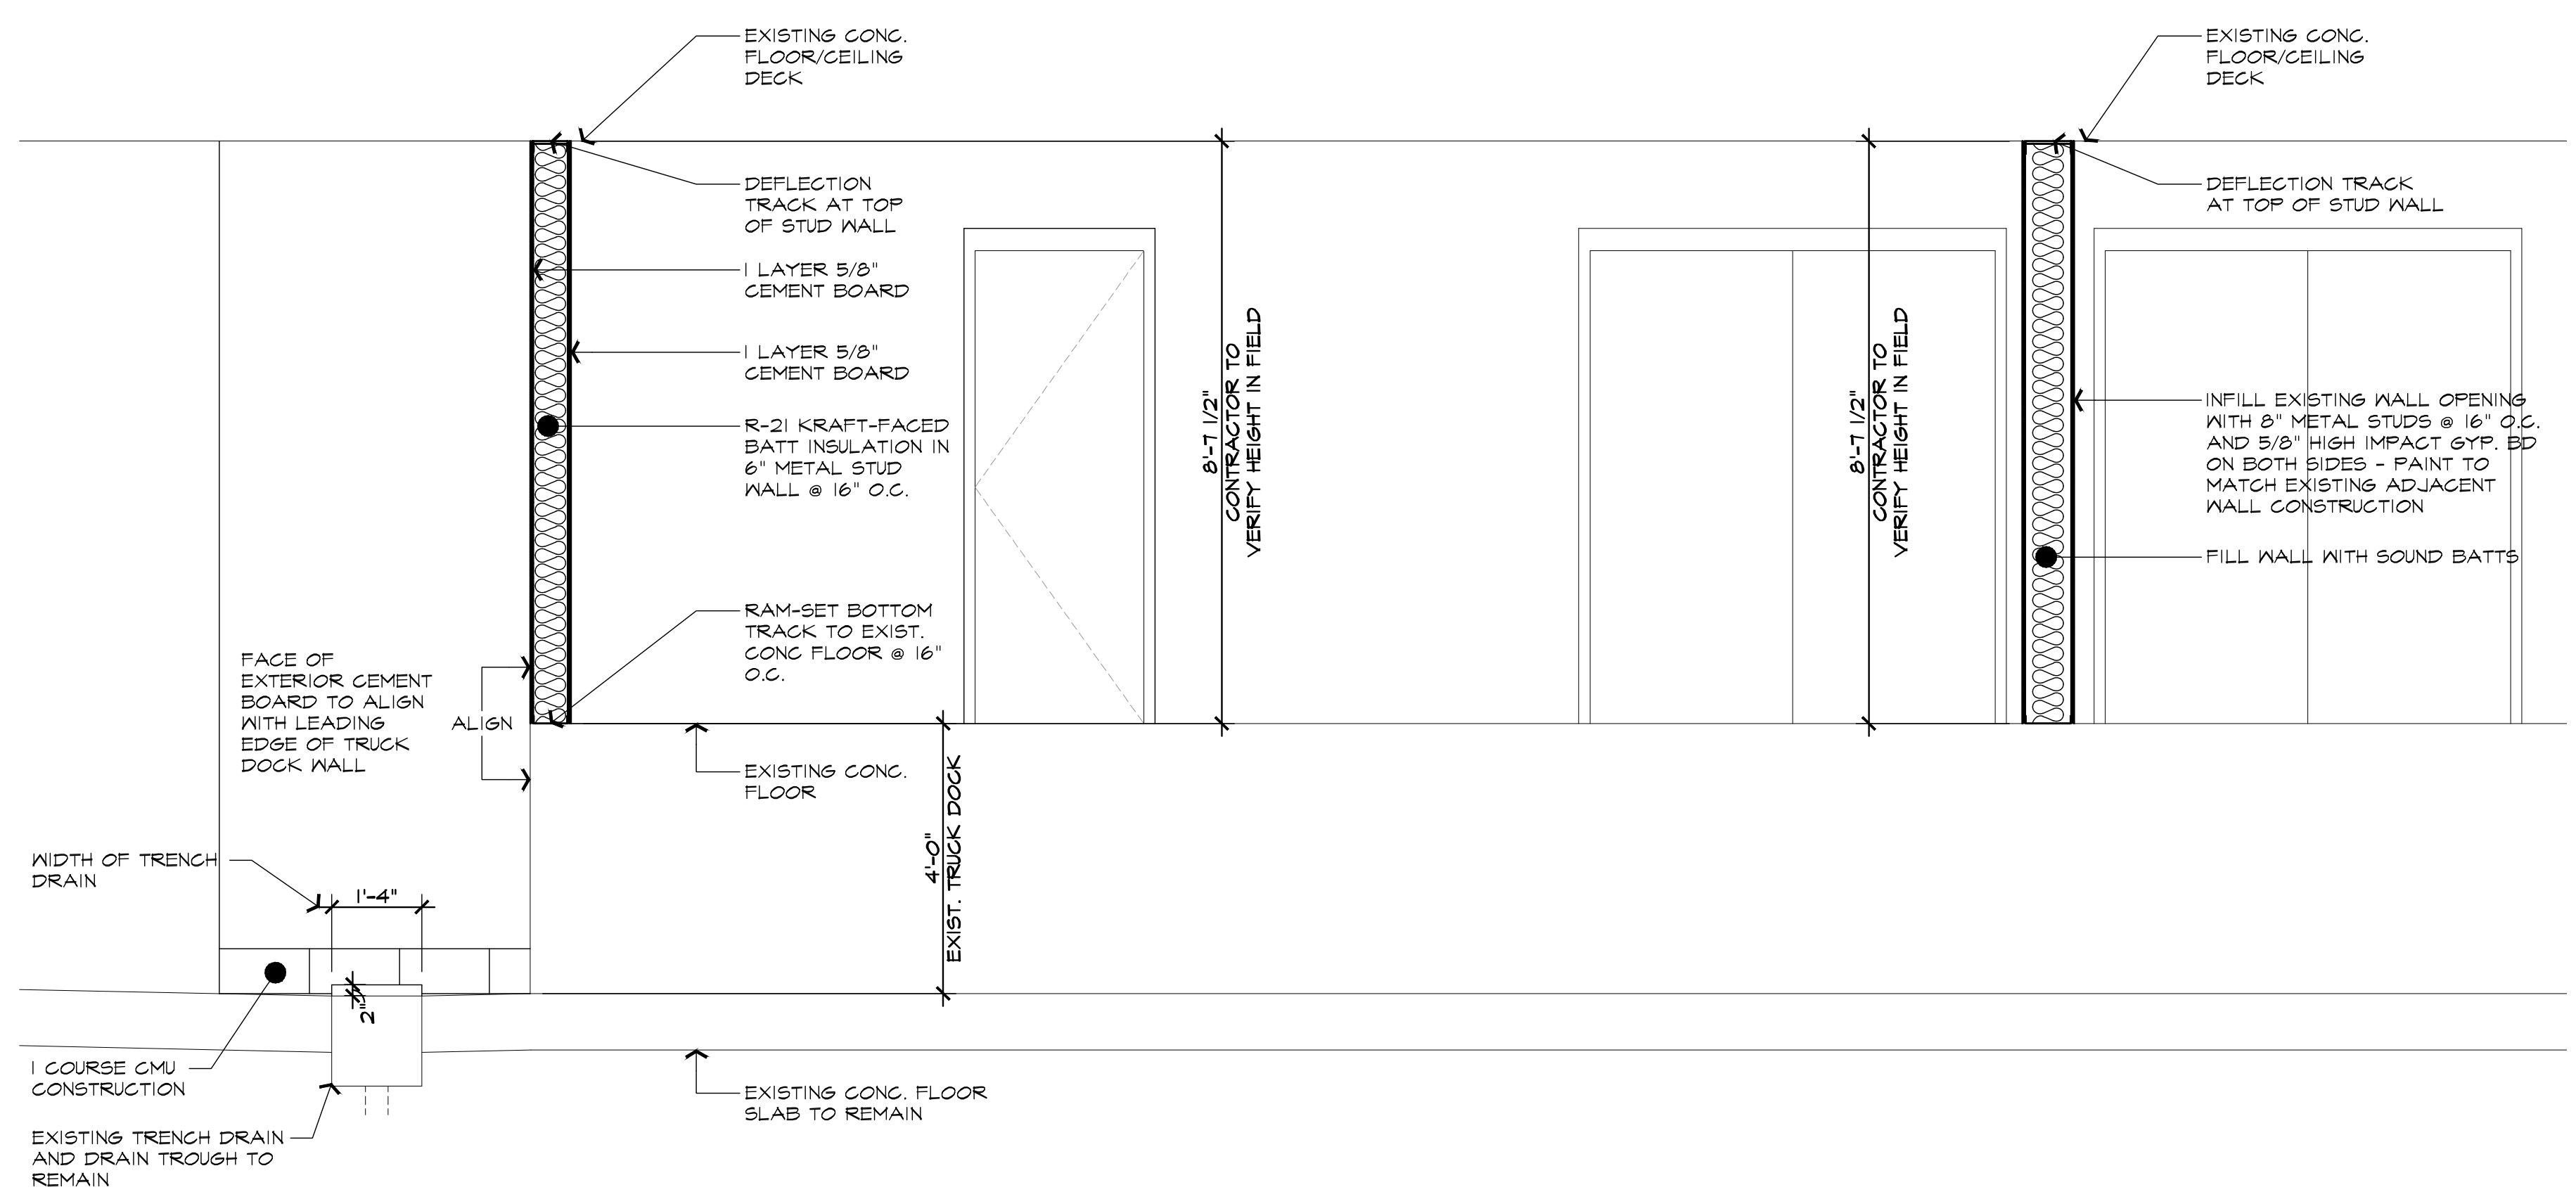 EXISTING CONC.
FLOOR/CEILING
DECK
DEFLECTION
TRACK AT TOP
OF STUD WALL
1 LAYER 5/8"
CEMENT BOARD
1 LAYER 5/8"
CEMENT BOARD
R-21 KRAFT-FACED
BATT INSULATION IN
6" METAL STUD
WALL @ 16" O.C.
RAM-SET BOTTOM
TRACK TO EXIST.
CONC FLOOR @ 16"
O.C.
FACE OF
EXTERIOR CEMENT
BOARD TO ALIGN
WITH LEADING
EDGE OF TRUCK
DOCK WALL
ALIGN
EXISTING CONC.
FLOOR
4'-0"
EXIST. TRUCK DOCK
8'-7 1/2"
CONTRACTOR TO
VERIFY HEIGHT IN FIELD
8'-7 1/2"
CONTRACTOR TO
VERIFY HEIGHT IN FIELD
EXISTING CONC.
FLOOR/CEILING
DECK
DEFLECTION TRACK
AT TOP OF STUD WALL
INFILL EXISTING WALL OPENING
WITH 8" METAL STUDS @ 16" O.C.
AND 5/8" HIGH IMPACT GYP. BD
ON BOTH SIDES - PAINT TO
MATCH EXISTING ADJACENT
WALL CONSTRUCTION
FILL WALL WITH SOUND BATTS
WIDTH OF TRENCH
DRAIN
1'-4"
2"
1 COURSE CMU
CONSTRUCTION
EXISTING TRENCH DRAIN
AND DRAIN TROUGH TO
REMAIN
EXISTING CONC. FLOOR
SLAB TO REMAIN